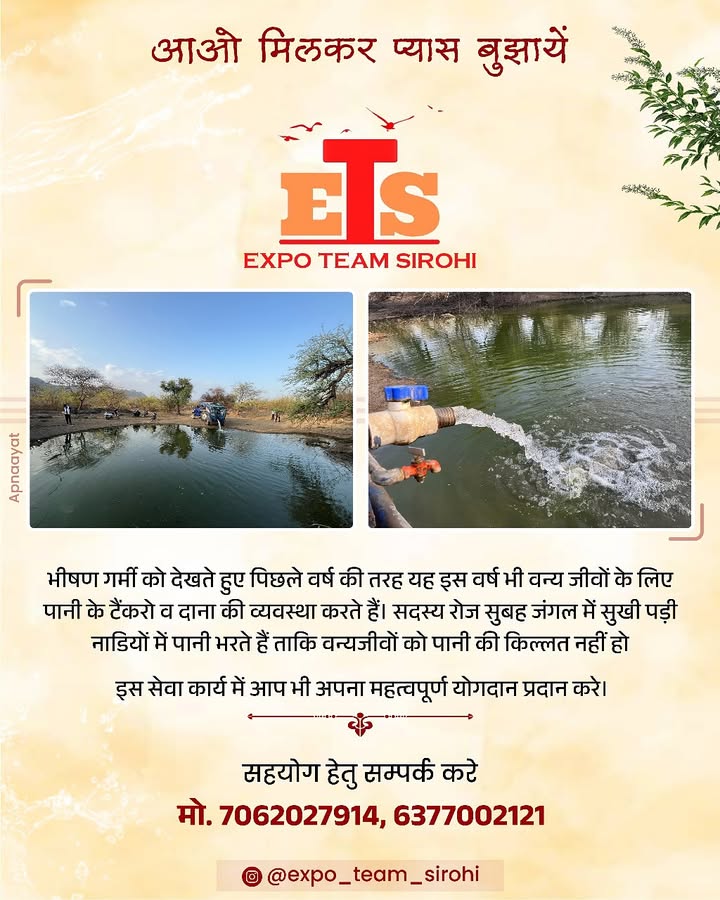 आओ मिलकर प्यास बुझायें
ETS
EXPO TEAM SIROHI
Apnaayat
भीषण गर्मी को देखते हुए पिछले वर्ष की तरह यह इस वर्ष भी वन्य जीवों के लिए
पानी के टैंकरो व दाना की व्यवस्था करते हैं। सदस्य रोज सुबह जंगल में सुखी पड़ी
नाडियों में पानी भरते हैं ताकि वन्यजीवों को पानी की किल्लत नहीं हो
इस सेवा कार्य में आप भी अपना महत्वपूर्ण योगदान प्रदान करे।
सहयोग हेतु सम्पर्क करे
मो. 7062027914, 6377002121
@expo_team_sirohi